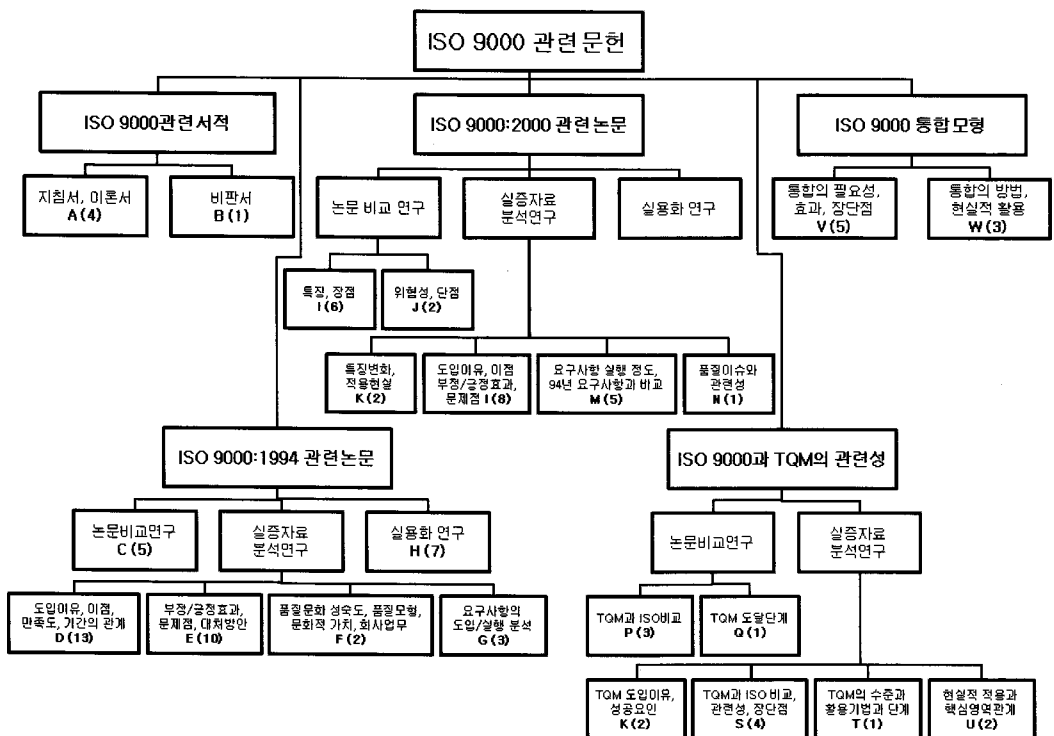 ISO 9000 관련문헌
ISO 9000관련서적
ISO 9000:2000 관련논문
ISO 9000 통합모형
지침서, 이론서
A (4)
비판서
B (1)
논문 비교 연구
실증자료
분석연구
실용화 연구
통합의 필요성,
효과, 장단점
V (5)
통합의 방법,
현실적 활용
W (3)
특징, 장점
I (6)
위험성, 단점
J (2)
특징변화,
적용현실
K (2)
도입이유, 이점
부정/긍정효과,
문제점 I (8)
요구사항 실행 정도,
94년 요구사항과 비교
M (5)
품질이슈와
관련성
N (1)
ISO 9000:1994 관련논문
ISO 9000과 TQM의 관련성
논문비교연구
C (5)
실증자료
분석연구
실용화 연구
H (7)
논문비교연구
실증자료
분석연구
도입이유, 이점,
만족도, 기간의 관계
D (13)
부정/긍정효과,
문제점, 대처방안
E (10)
품질문화 성숙도, 품질모형,
문화적 가치, 회사업무
F (2)
요구사항의
도입/실행 분석
G (3)
TQM과 ISO비교
P (3)
TQM 도달단계
Q (1)
TQM 도입이유,
성공요인
K (2)
TQM과 ISO 비교,
관련성, 장단점
S (4)
TQM의 수준과
활용기법과 단계
T (1)
현실적 적용과
핵심영역관계
U (2)